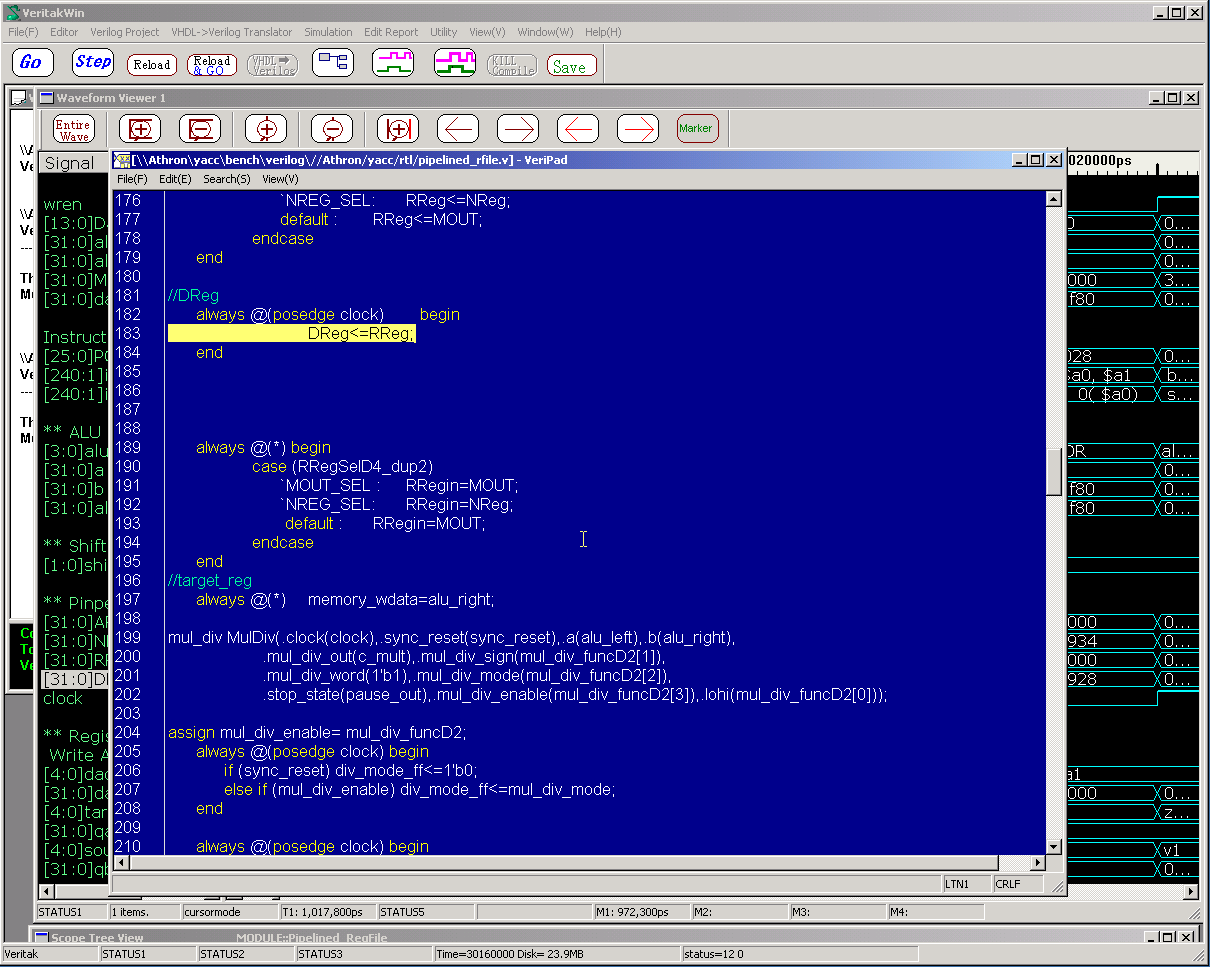 VeritakWin
File(F) Editor Verilog Project VHDL->Verilog Translator Simulation Edit Report Utility View(V) Window(W) Help(H)
Go Step Reload Reload & GO VHDL Verilog KILL Compile Save
Waveform Viewer 1
Entire Wave Marker
Signal
[\\Athron\yacc\bench\verilog\//Athron/yacc/rtl/pipelined_rfile.v] - VeriPad
020000ps
File(F) Edit(E) Search(S) View(V)
176 `NREG_SEL: RReg<=NReg;
177 default : RReg<=MOUT;
178 endcase
179 end
180
181 //DReg
182 always @(posedge clock) begin
183 DReg<=RReg;
184 end
185
186
187
188
189 always @(*) begin
190 case (RRegSelD4_dup2)
191 `MOUT_SEL : RRegin=MOUT;
192 `NREG_SEL: RRegin=NReg;
193 default : RRegin=MOUT;
194 endcase
195 end
196 //target_reg
197 always @(*) memory_wdata=alu_right;
198
199 mul_div MulDiv(.clock(clock),.sync_reset(sync_reset),.a(alu_left),.b(alu_right),
200 .mul_div_out(c_mult),.mul_div_sign(mul_div_funcD2[1]),
201 .mul_div_word(1'b1),.mul_div_mode(mul_div_funcD2[2]),
202 .stop_state(pause_out),.mul_div_enable(mul_div_funcD2[3]),.lohi(mul_div_funcD2[0]));
203
204 assign mul_div_enable= mul_div_funcD2;
205 always @(posedge clock) begin
206 if (sync_reset) div_mode_ff<=1'b0;
207 else if (mul_div_enable) div_mode_ff<=mul_div_mode;
208 end
209
210 always @(posedge clock) begin
LTN1 CRLF
wren
[13:0]D
[31:0]al
[31:0]al
[31:0]M
[31:0]da
Instruct
[25:0]P
[240:1]i
[240:1]i
** ALU
[3:0]alu
[31:0]a
[31:0]b
[31:0]al
** Shift
[1:0]shi
** Pinpe
[31:0]A
[31:0]N
[31:0]R
[31:0]D
clock
** Regis
Write A
[4:0]dad
[31:0]da
[4:0]tar
[31:0]qa
[4:0]sou
[31:0]qb
0...
0...
0...
000 3...
f80 0...
028 0...
$a0, $a1 b...
0( $a0) s...
OR al...
0...
f80 0...
f80 0...
000 0...
934 0...
000 0...
928 0...
a1
000 0...
z...
v1
0...
STATUS1 1 items. cursormode T1: 1,017,800ps STATUS5 M1: 972,300ps M2: M3: M4:
Scope Tree View MODULE::Pipelined_RegFile
Veritak STATUS1 STATUS2 STATUS3 Time=30160000 Disk= 23.9MB status=12 0